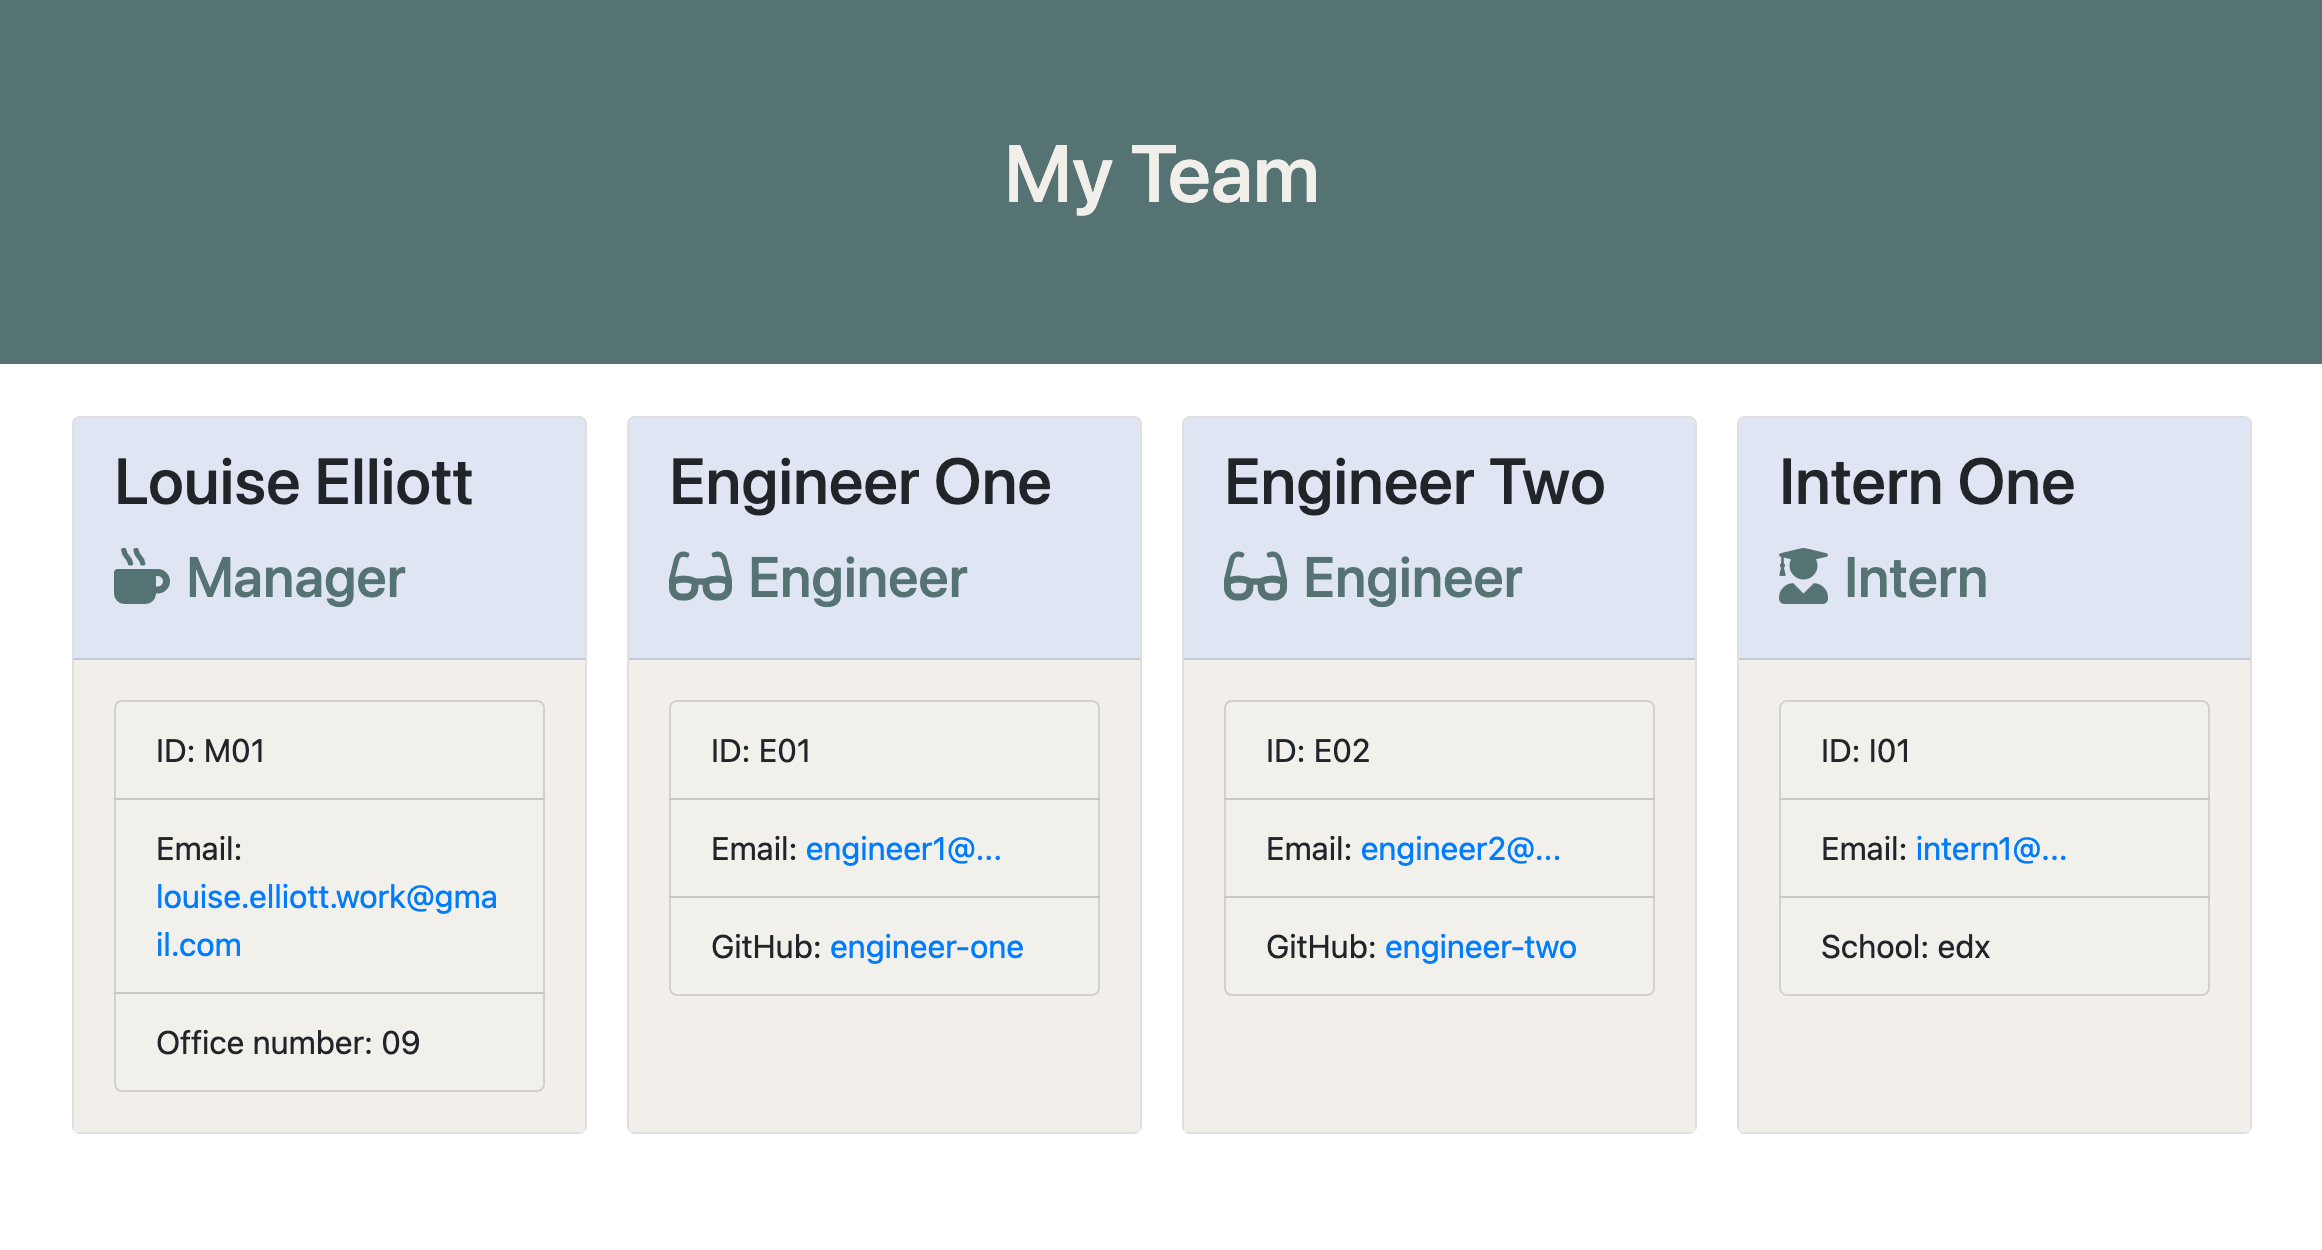 My Team
Louise Elliott
Manager
ID: M01
Email:
louise.elliott.work@gma
il.com
Office number: 09
Engineer One
Engineer
ID: E01
Email: engineer1@...
GitHub: engineer-one
Engineer Two
Engineer
ID: E02
Email: engineer2@...
GitHub: engineer-two
Intern One
Intern
ID: I01
Email: intern1@...
School: edx